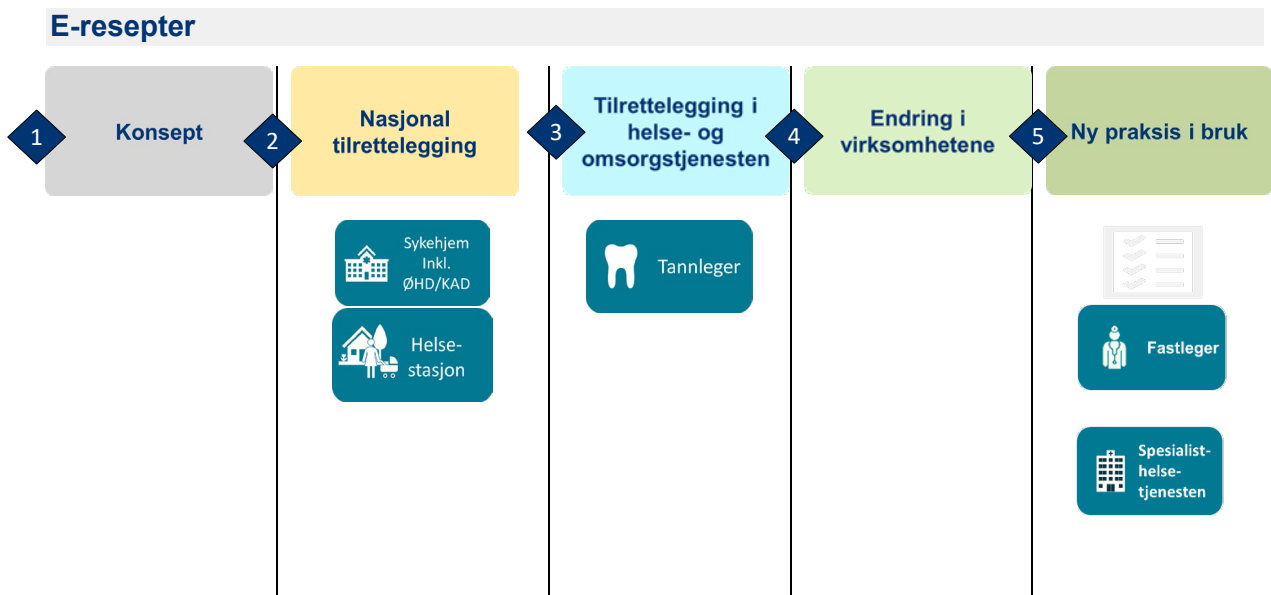 E-resepter
1
Konsept
2
Nasjonal
tilrettelegging
3
Tilrettelegging i
helse- og
omsorgstjenesten
4
Endring i
virksomhetene
5
Ny praksis i bruk
Sykehjem
Inkl.
ØHD/KAD
Helse-
stasjon
Tannleger
Fastleger
Spesialist-
helse-
tjenesten